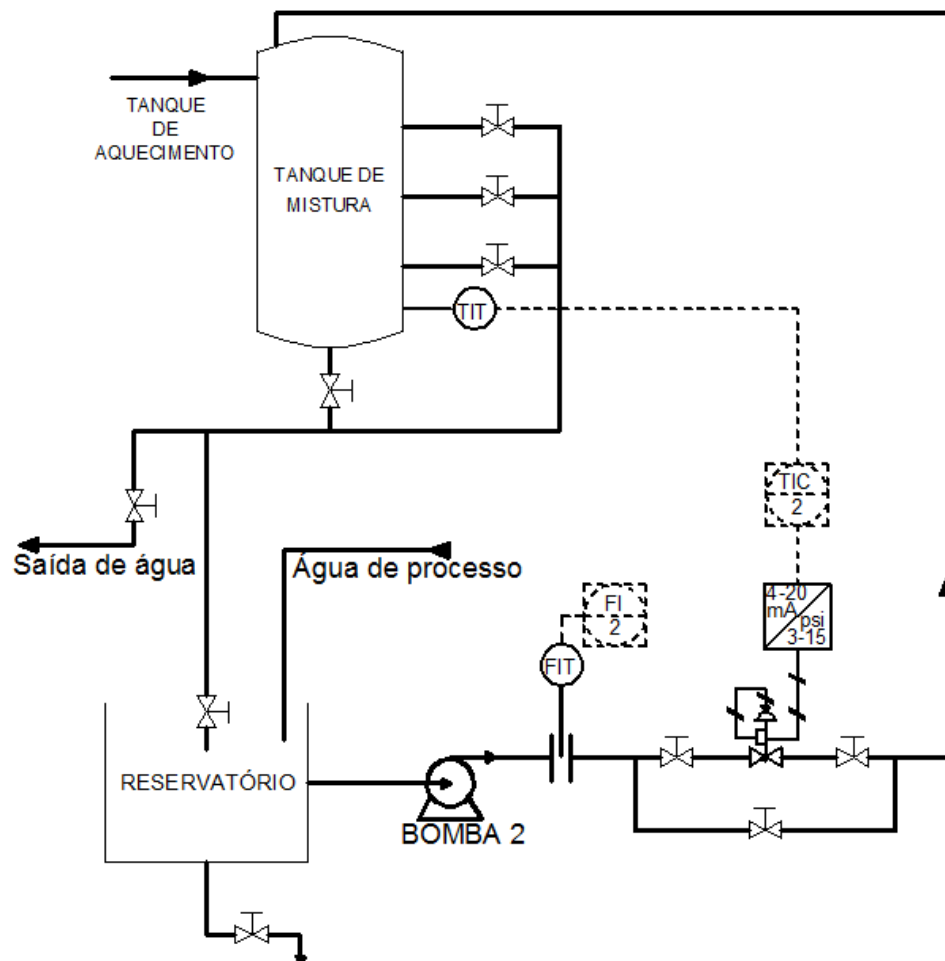 TANQUE
DE
AQUECIMENTO
TANQUE DE
MISTURA
TIT
TIC
2
Saída de água
Água de processo
FI
2
4-20
mA
psi
3-15
FIT
RESERVATÓRIO
BOMBA 2